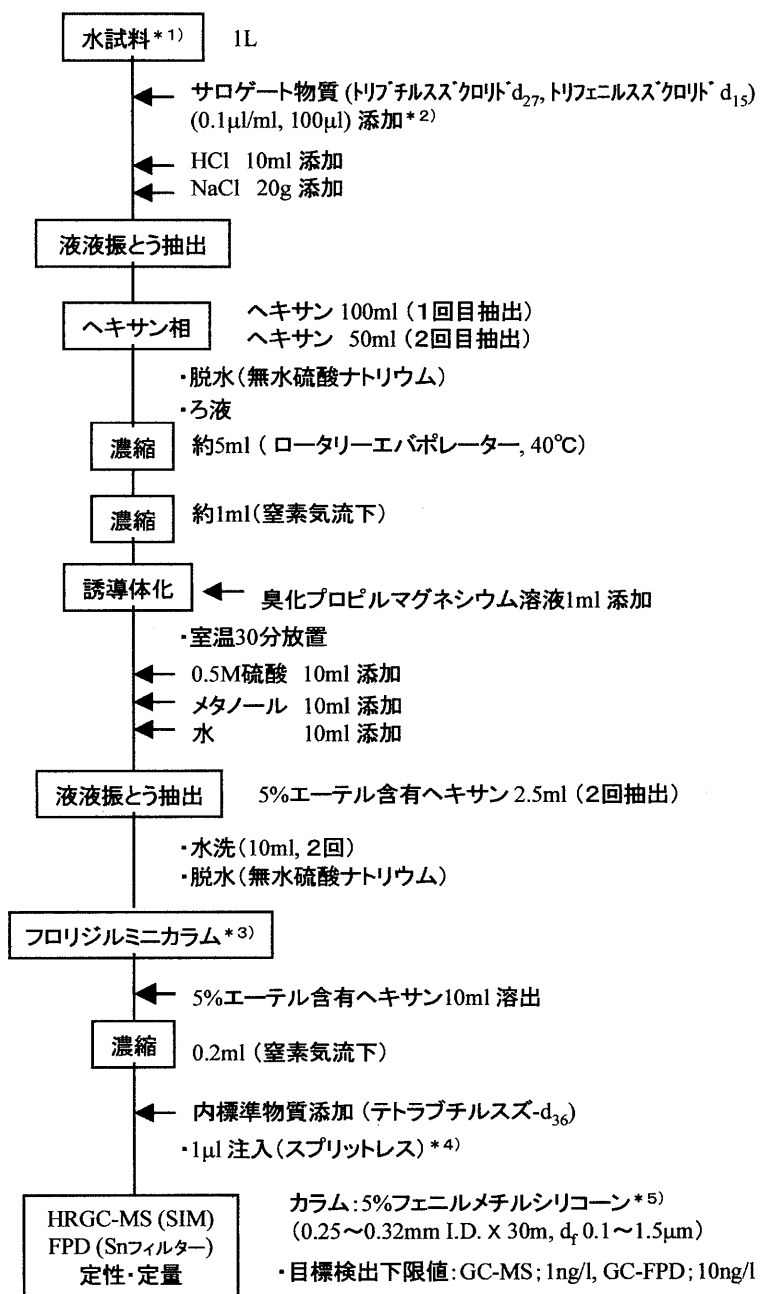 水試料*1) 1L
サロゲート物質 (トリブチルスズクロリドd27, トリフェニルスズクロリド d15)
(0.1μl/ml, 100μl) 添加*2)
HCl 10ml 添加
NaCl 20g 添加
液液振とう抽出
ヘキサン相
ヘキサン 100ml (1回目抽出)
ヘキサン 50ml (2回目抽出)
・脱水(無水硫酸ナトリウム)
・ろ液
濃縮 約5ml ( ロータリーエバポレーター, 40℃)
濃縮 約1ml(窒素気流下)
誘導体化
臭化プロピルマグネシウム溶液1ml 添加
・室温30分放置
0.5M硫酸 10ml 添加
メタノール 10ml 添加
水 10ml 添加
液液振とう抽出 5%エーテル含有ヘキサン 2.5ml (2回抽出)
・水洗(10ml, 2回)
・脱水(無水硫酸ナトリウム)
フロリジルミニカラム*3)
5%エーテル含有ヘキサン10ml 溶出
濃縮 0.2ml (窒素気流下)
内標準物質添加 (テトラブチルスズ-d36)
・1μl 注入(スプリットレス)*4)
HRGC-MS (SIM)
FPD (Snフィルター)
定性・定量
カラム:5%フェニルメチルシリコーン*5)
(0.25~0.32mm I.D. X 30m, df 0.1~1.5μm)
・目標検出下限値:GC-MS;1ng/l, GC-FPD;10ng/l